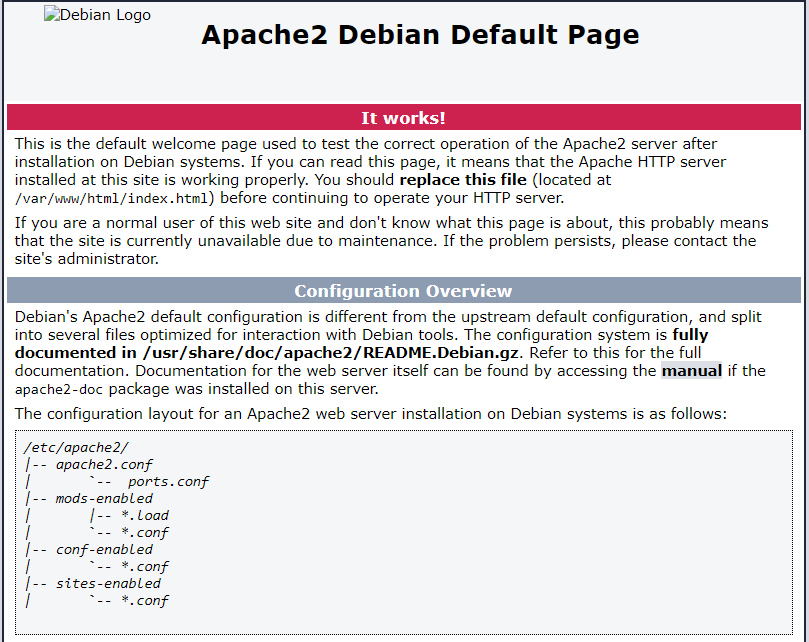 Debian Logo
Apache2 Debian Default Page
It works!
This is the default welcome page used to test the correct operation of the Apache2 server after
installation on Debian systems. If you can read this page, it means that the Apache HTTP server
installed at this site is working properly. You should replace this file (located at
/var/www/html/index.html) before continuing to operate your HTTP server.
If you are a normal user of this web site and don't know what this page is about, this probably means
that the site is currently unavailable due to maintenance. If the problem persists, please contact the
site's administrator.
Configuration Overview
Debian's Apache2 default configuration is different from the upstream default configuration, and split
into several files optimized for interaction with Debian tools. The configuration system is fully
documented in /usr/share/doc/apache2/README.Debian.gz. Refer to this for the full
documentation. Documentation for the web server itself can be found by accessing the manual if the
apache2-doc package was installed on this server.
The configuration layout for an Apache2 web server installation on Debian systems is as follows:
/etc/apache2/
|-- apache2.conf
|       `--  ports.conf
|-- mods-enabled
|       |-- *.load
|       `-- *.conf
|-- conf-enabled
|       `-- *.conf
|-- sites-enabled
|       `-- *.conf